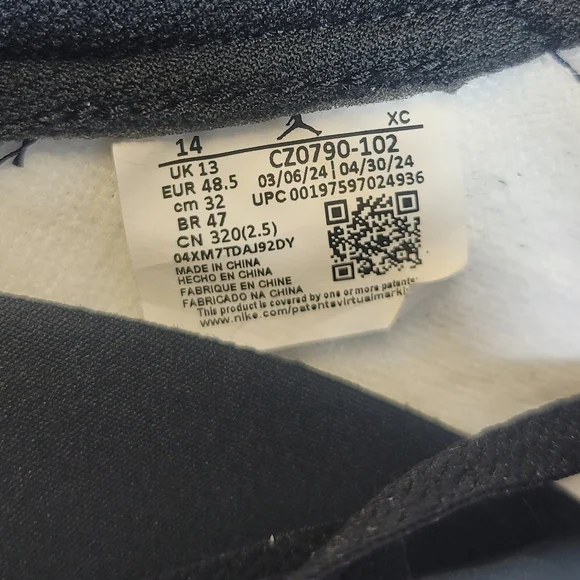 14
XC
UK 13
EUR 48.5
cm 32
BR 47
CN 320(2.5)
04XM7TDAJ92DY
CZ0790-102
03/06/24 | 04/30/24
UPC 00197597024936
MADE IN CHINA
HECHO EN CHINA
FABRIQUE EN CHINE
FABRICADO NA CHINA
This product is covered by one or more patents
www.nike.com/patentsvirtualmarki